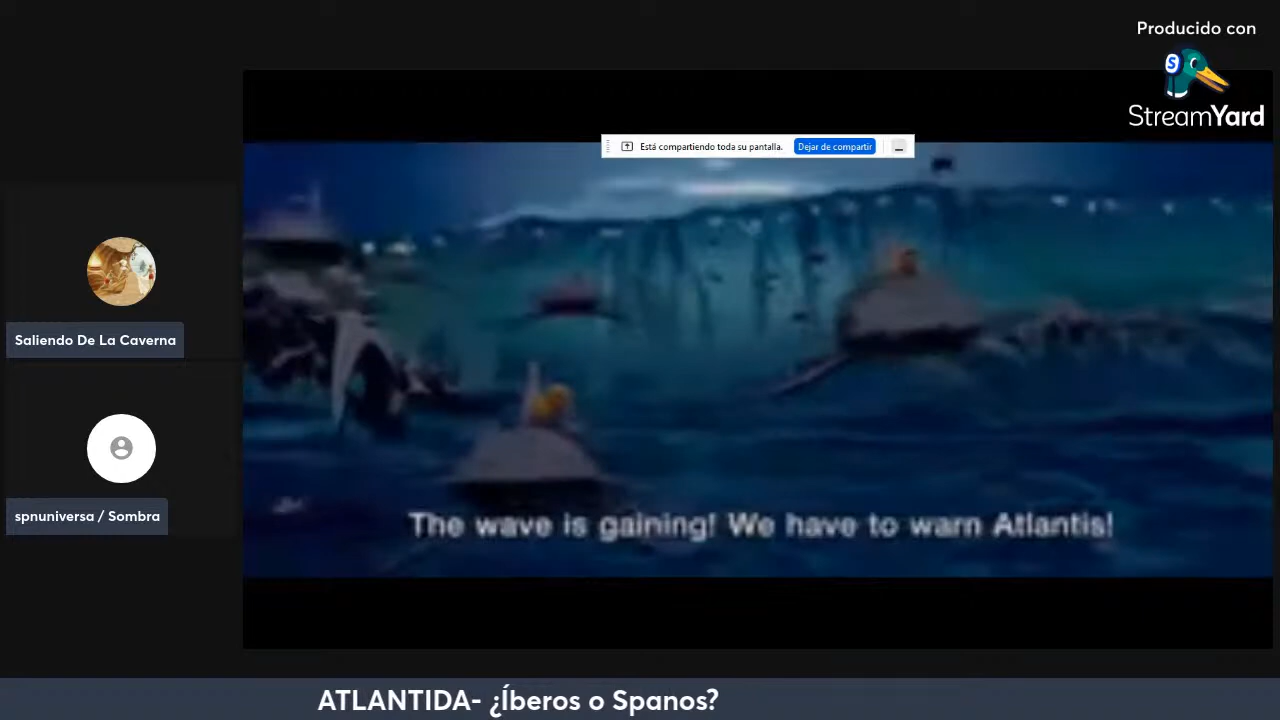 Producido con
StreamYard
Está compartiendo toda su pantalla.
Dejar de compartir
Saliendo De La Caverna
spnuniversa / Sombra
The wave is gaining! We have to warn Atlantis!
ATLANTIDA- ¿Íberos o Spanos?